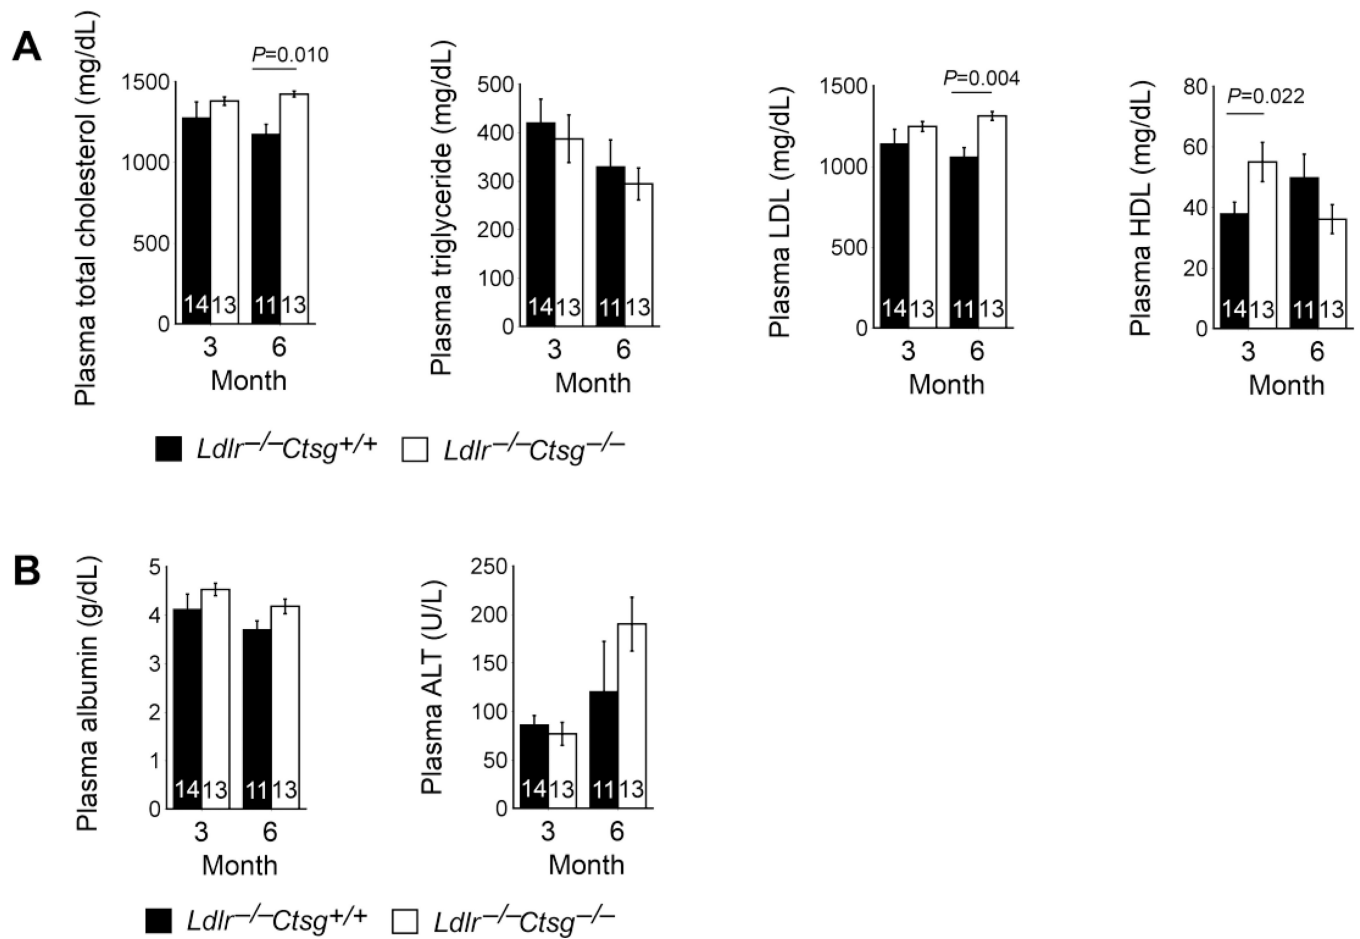 A
Plasma total cholesterol (mg/dL)
1500
1000
500
0
P=0.010
14 13 11 13
3 6
Month
Plasma triglyceride (mg/dL)
500
400
300
200
100
0
14 13 11 13
3 6
Month
Plasma LDL (mg/dL)
1500
1000
500
0
P=0.004
14 13 11 13
3 6
Month
Plasma HDL (mg/dL)
80
60
40
20
0
P=0.022
14 13 11 13
3 6
Month
Ldlr–/–Ctsg+/+ Ldlr–/–Ctsg–/–
B
Plasma albumin (g/dL)
5
4
3
2
1
0
14 13 11 13
3 6
Month
Plasma ALT (U/L)
250
200
150
100
50
0
14 13 11 13
3 6
Month
Ldlr–/–Ctsg+/+ Ldlr–/–Ctsg–/–